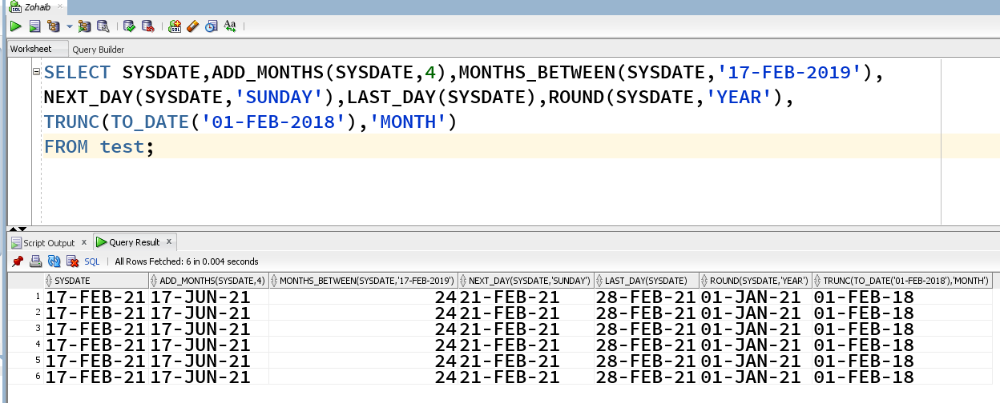 Zohaib
Worksheet Query Builder
SELECT SYSDATE,ADD_MONTHS(SYSDATE,4),MONTHS_BETWEEN(SYSDATE,'17-FEB-2019'),
NEXT_DAY(SYSDATE,'SUNDAY'),LAST_DAY(SYSDATE),ROUND(SYSDATE,'YEAR'),
TRUNC(TO_DATE('01-FEB-2018'),'MONTH')
FROM test;
Script Output x Query Result x
SQL | All Rows Fetched: 6 in 0.004 seconds
SYSDATE ADD_MONTHS(SYSDATE,4) MONTHS_BETWEEN(SYSDATE,'17-FEB-2019') NEXT_DAY(SYSDATE,'SUNDAY') LAST_DAY(SYSDATE) ROUND(SYSDATE,'YEAR') TRUNC(TO_DATE('01-FEB-2018'),'MONTH')
1 17-FEB-21 17-JUN-21 24 21-FEB-21 28-FEB-21 01-JAN-21 01-FEB-18
2 17-FEB-21 17-JUN-21 24 21-FEB-21 28-FEB-21 01-JAN-21 01-FEB-18
3 17-FEB-21 17-JUN-21 24 21-FEB-21 28-FEB-21 01-JAN-21 01-FEB-18
4 17-FEB-21 17-JUN-21 24 21-FEB-21 28-FEB-21 01-JAN-21 01-FEB-18
5 17-FEB-21 17-JUN-21 24 21-FEB-21 28-FEB-21 01-JAN-21 01-FEB-18
6 17-FEB-21 17-JUN-21 24 21-FEB-21 28-FEB-21 01-JAN-21 01-FEB-18